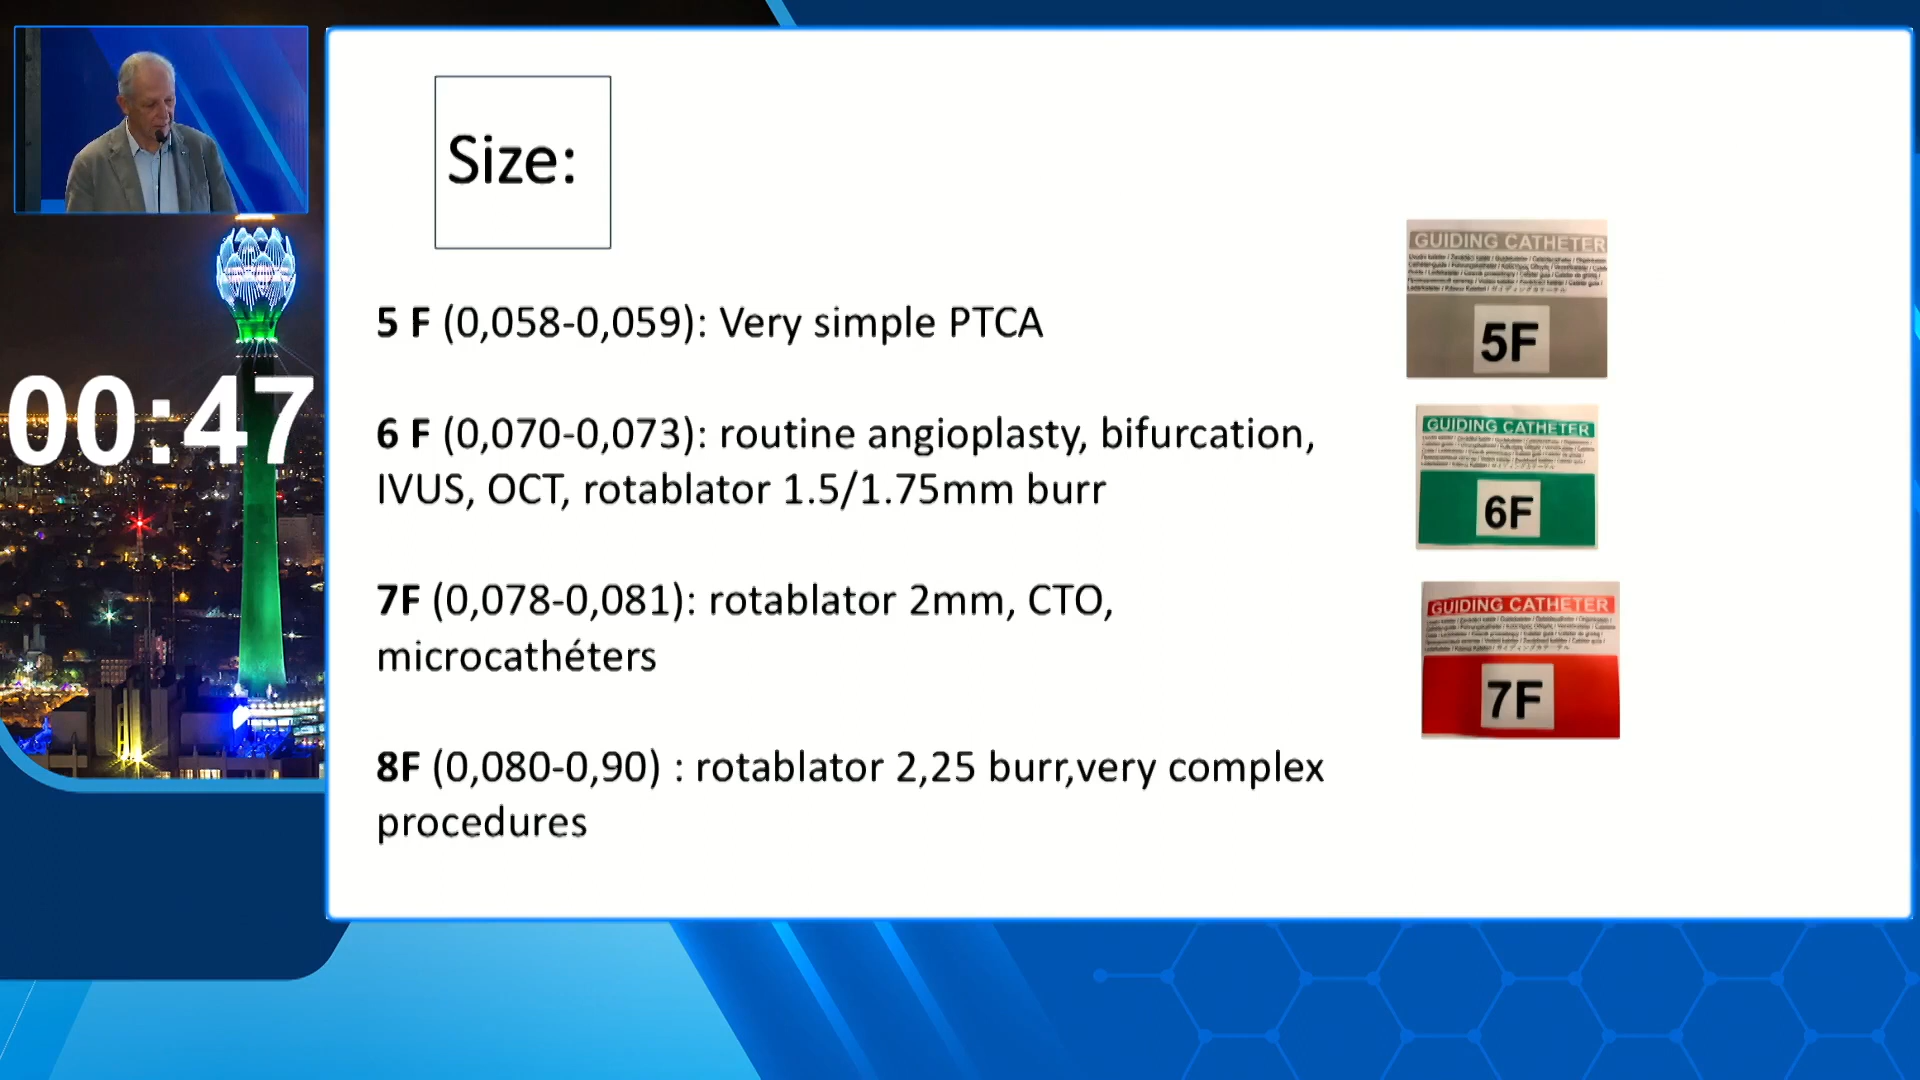 Size:
5 F (0,058-0,059): Very simple PTCA
6 F (0,070-0,073): routine angioplasty, bifurcation,
IVUS, OCT, rotablator 1.5/1.75mm burr
7F (0,078-0,081): rotablator 2mm, CTO,
microcathéters
8F (0,080-0,90) : rotablator 2,25 burr,very complex
procedures
GUIDING CATHETER
5F
GUIDING CATHETER
6F
GUIDING CATHETER
7F
00:47